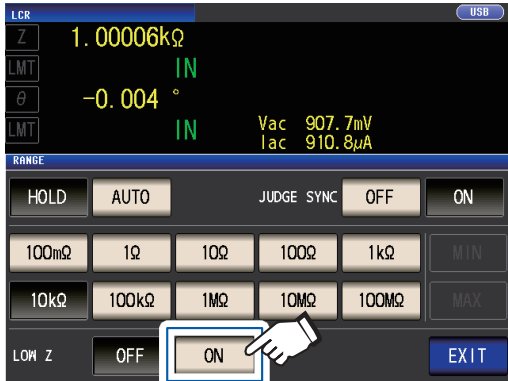 LCR USB
Z 1.00006kΩ
LMT IN
θ -0.004 °
LMT IN Vac 907.7mV
Iac 910.8μA
RANGE
HOLD AUTO JUDGE SYNC OFF ON
100mΩ 1Ω 10Ω 100Ω 1kΩ MIN
10kΩ 100kΩ 1MΩ 10MΩ 100MΩ MAX
LOW Z OFF ON EXIT